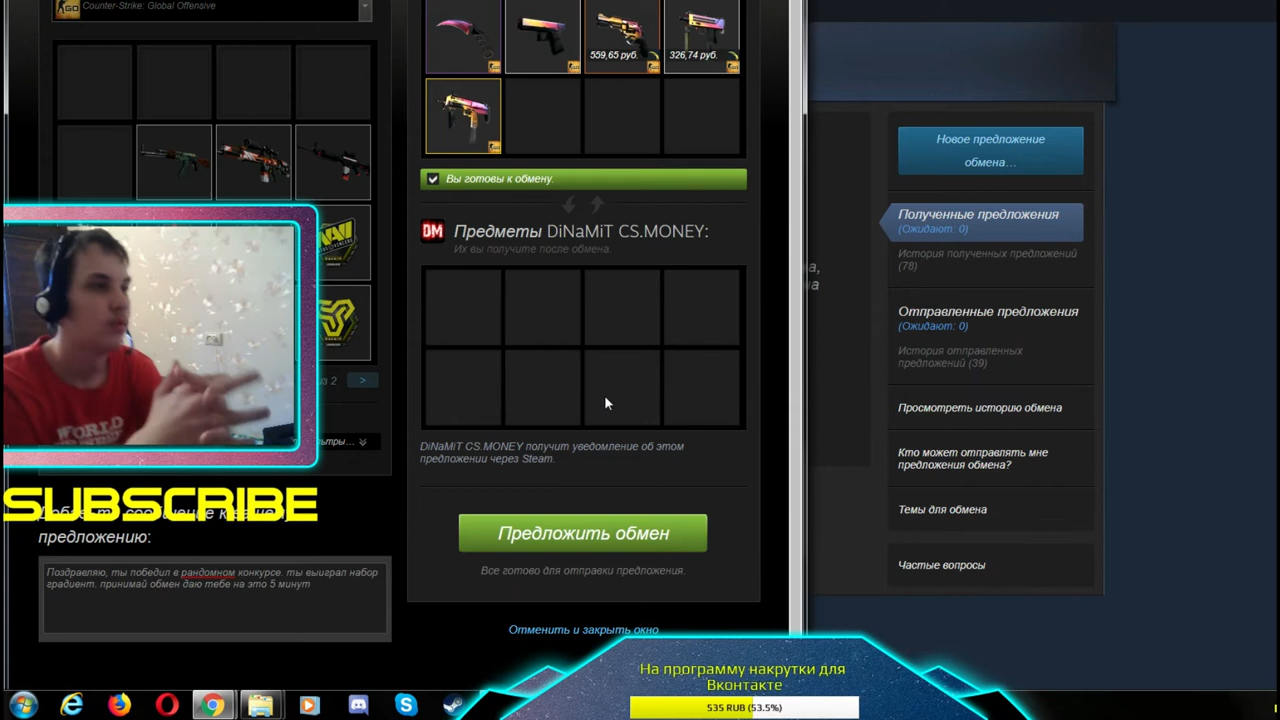 Counter-Strike: Global Offensive
559,65 руб.
326,74 руб.
Вы готовы к обмену.
DM
Предметы DiNaMiT CS.MONEY:
Их вы получите после обмена.
DiNaMiT CS.MONEY получит уведомление об этом
предложении через Steam.
Предложить обмен
Все готово для отправки предложения.
Отменить и закрыть окно
из 2
>
WORLD
SUBSCRIBE
предложению:
Поздравляю, ты победил в рандомном конкурсе. ты выиграл набор
градиент. принимай обмен даю тебе на это 5 минут
Новое предложение
обмена…
Полученные предложения
(Ожидают: 0)
История полученных предложений
(78)
Отправленные предложения
(Ожидают: 0)
История отправленных
предложений (39)
Просмотреть историю обмена
Кто может отправлять мне
предложения обмена?
Темы для обмена
Частые вопросы
На программу накрутки для
Вконтакте
535 RUB (53.5%)